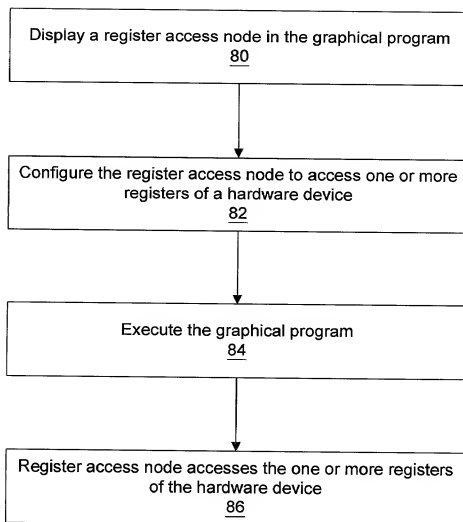 Display a register access node in the graphical program
80
Configure the register access node to access one or more
registers of a hardware device
82
Execute the graphical program
84
Register access node accesses the one or more registers
of the hardware device
86